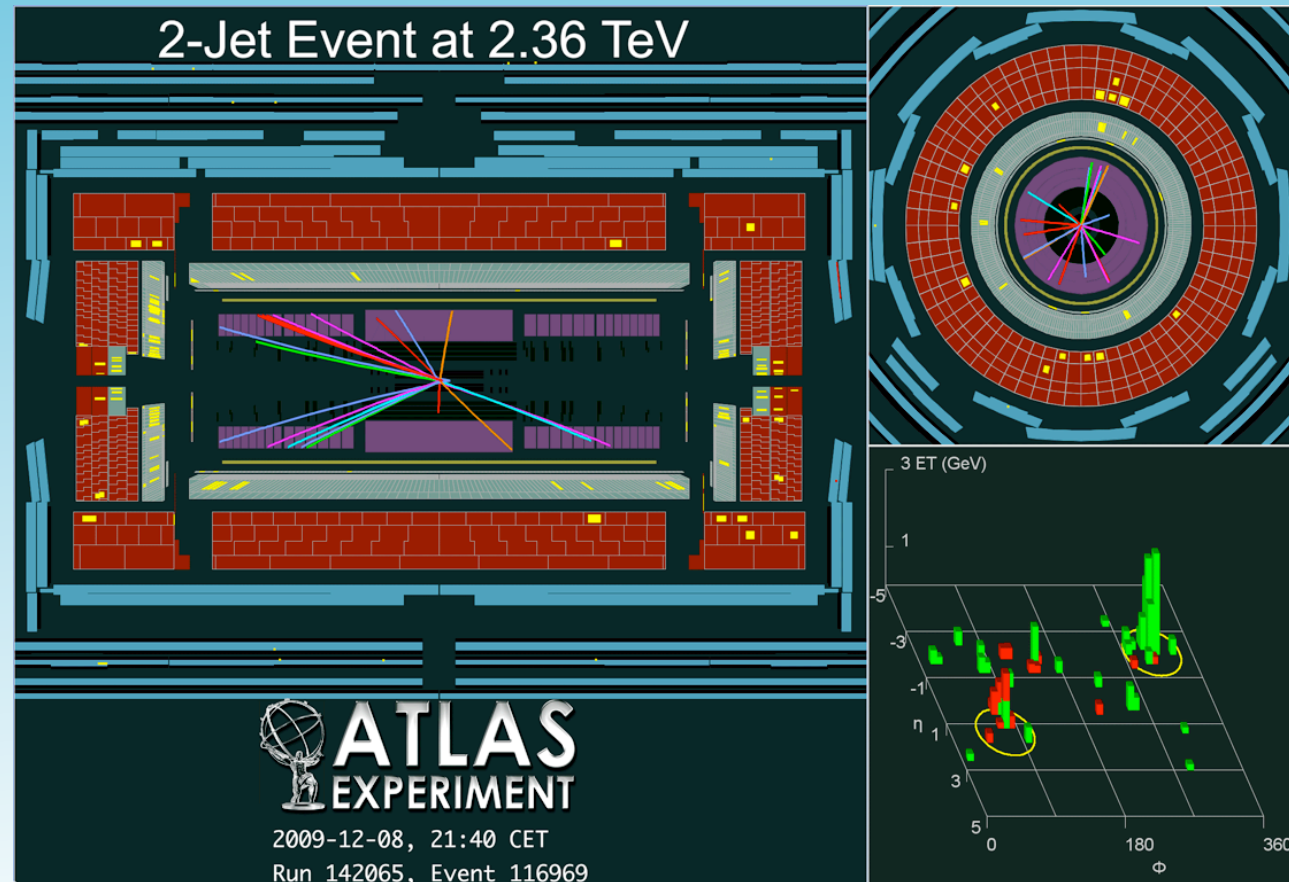 2-Jet Event at 2.36 TeV
3 ET (GeV)
1
-5
-3
-1
η 1
3
5
0 180 360
Φ
ATLAS
EXPERIMENT
2009-12-08, 21:40 CET
Run 142065, Event 116969